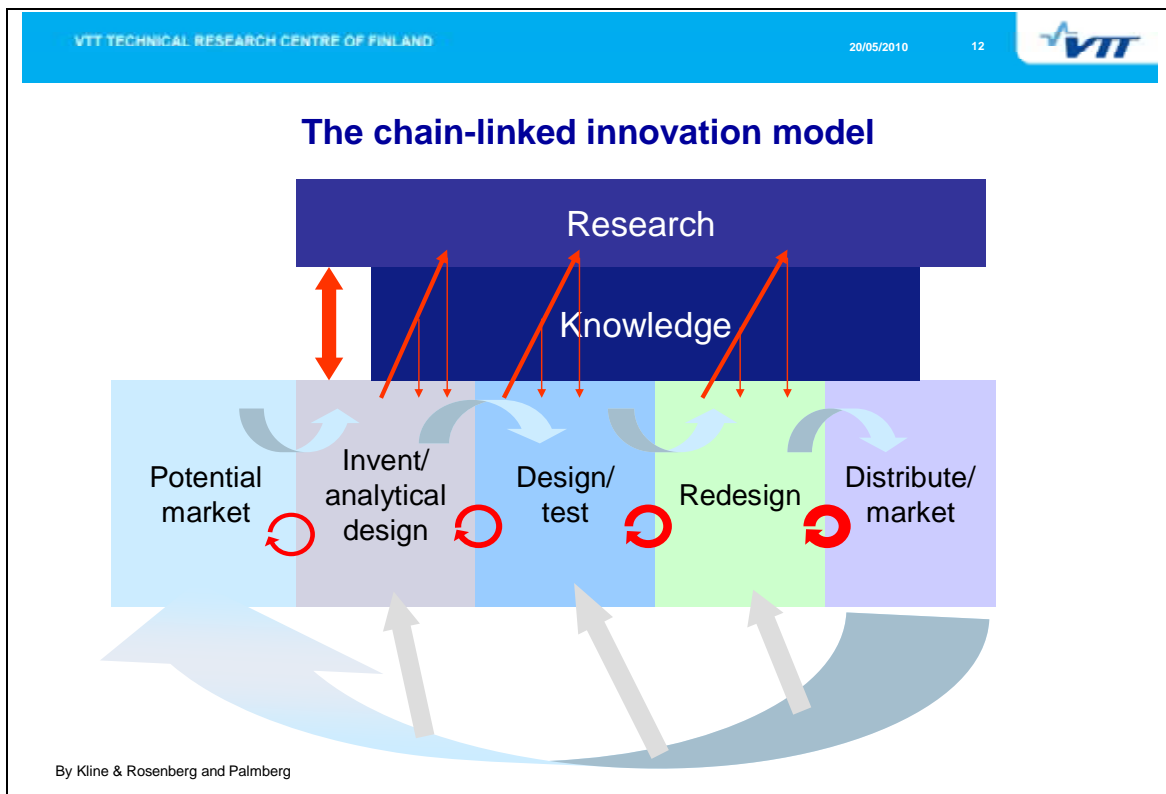 VTT TECHNICAL RESEARCH CENTRE OF FINLAND
20/05/2010
12
VTT
The chain-linked innovation model
Research
Knowledge
Potential
market
Invent/
analytical
design
Design/
test
Redesign
Distribute/
market
By Kline & Rosenberg and Palmberg